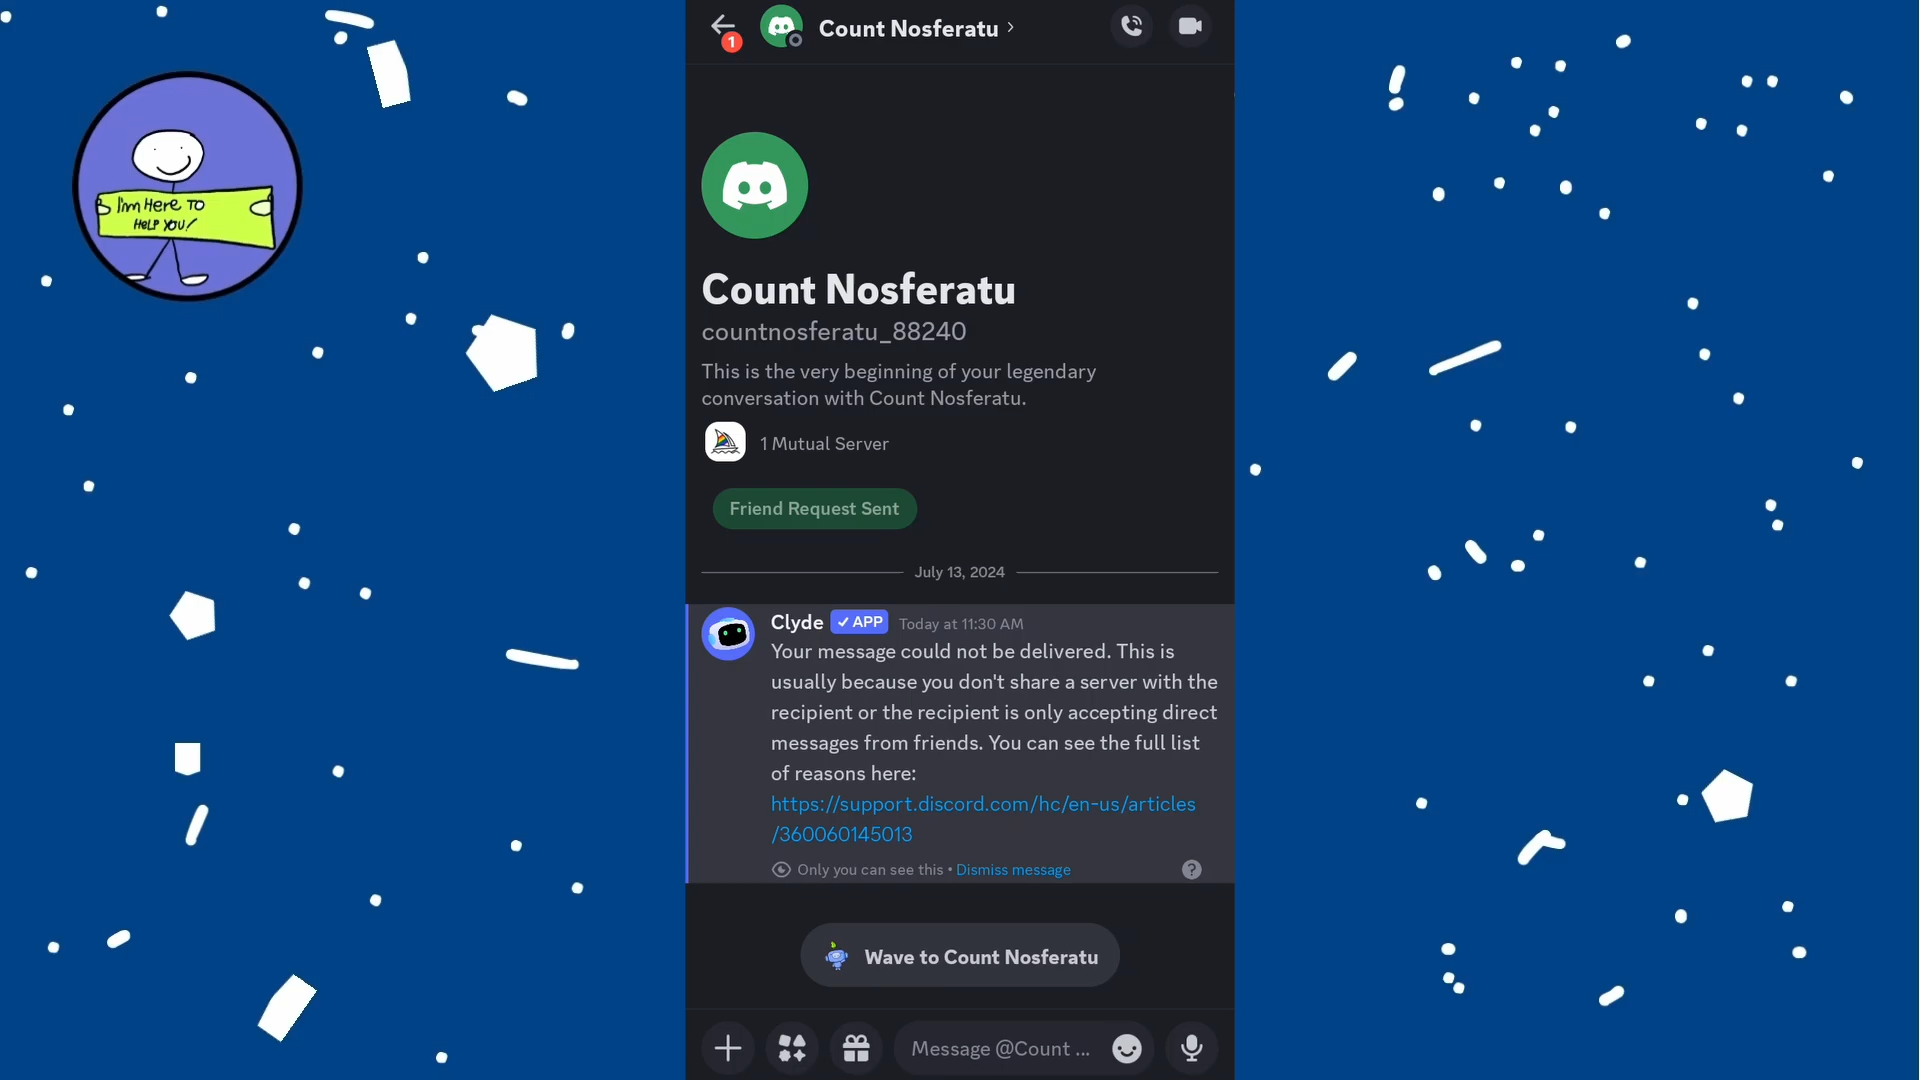 I'm HERE TO
HELP YOU!
1
Count Nosferatu
Count Nosferatu
countnosferatu_88240
This is the very beginning of your legendary
conversation with Count Nosferatu.
1 Mutual Server
Friend Request Sent
July 13, 2024
Clyde ✓ APP Today at 11:30 AM
Your message could not be delivered. This is
usually because you don't share a server with the
recipient or the recipient is only accepting direct
messages from friends. You can see the full list
of reasons here:
https://support.discord.com/hc/en-us/articles
/360060145013
Only you can see this • Dismiss message
?
Wave to Count Nosferatu
Message @Count ...